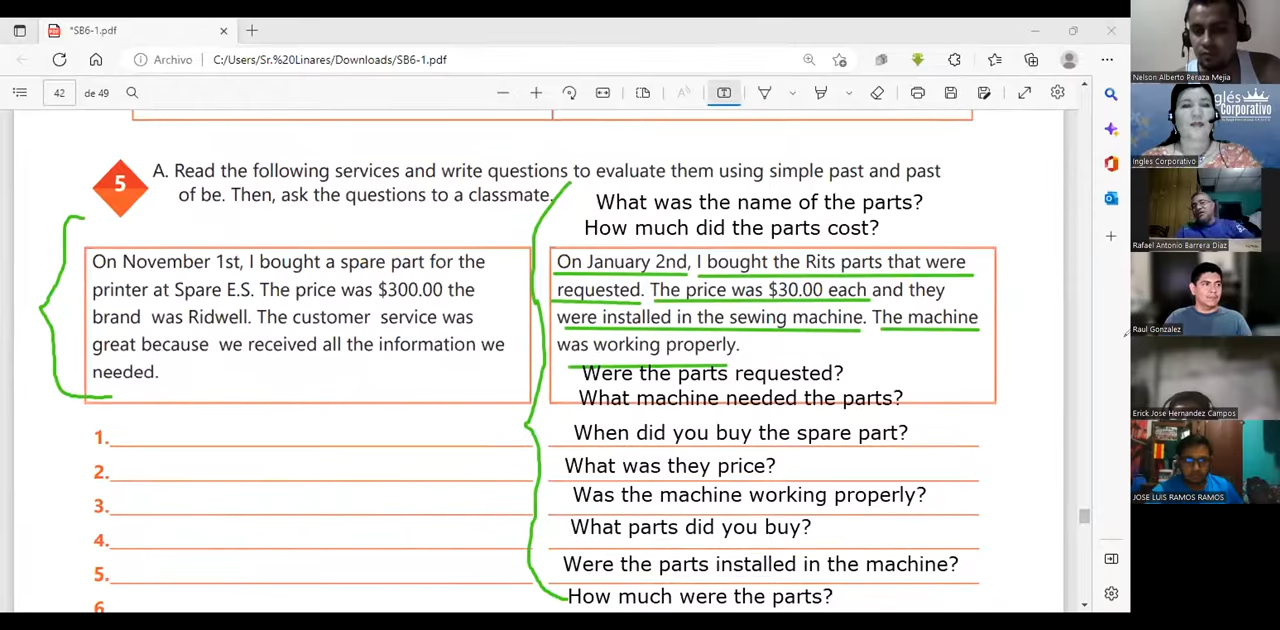 *SB6-1.pdf
Archivo
C:/Users/Sr.%20Linares/Downloads/SB6-1.pdf
42
de 49
Nelson Alberto Peraza Mejia
glés
Corporativo
Ingles Corporativo
Rafael Antonio Barrera Diaz
Raul Gonzalez
Erick Jose Hernandez Campos
JOSE LUIS RAMOS RAMOS
5
A. Read the following services and write questions to evaluate them using simple past and past
of be. Then, ask the questions to a classmate.
What was the name of the parts?
How much did the parts cost?
On November 1st, I bought a spare part for the
printer at Spare E.S. The price was $300.00 the
brand was Ridwell. The customer service was
great because we received all the information we
needed.
On January 2nd, I bought the Rits parts that were
requested. The price was $30.00 each and they
were installed in the sewing machine. The machine
was working properly.
Were the parts requested?
What machine needed the parts?
1.
2.
3.
4.
5.
6
When did you buy the spare part?
What was they price?
Was the machine working properly?
What parts did you buy?
Were the parts installed in the machine?
How much were the parts?